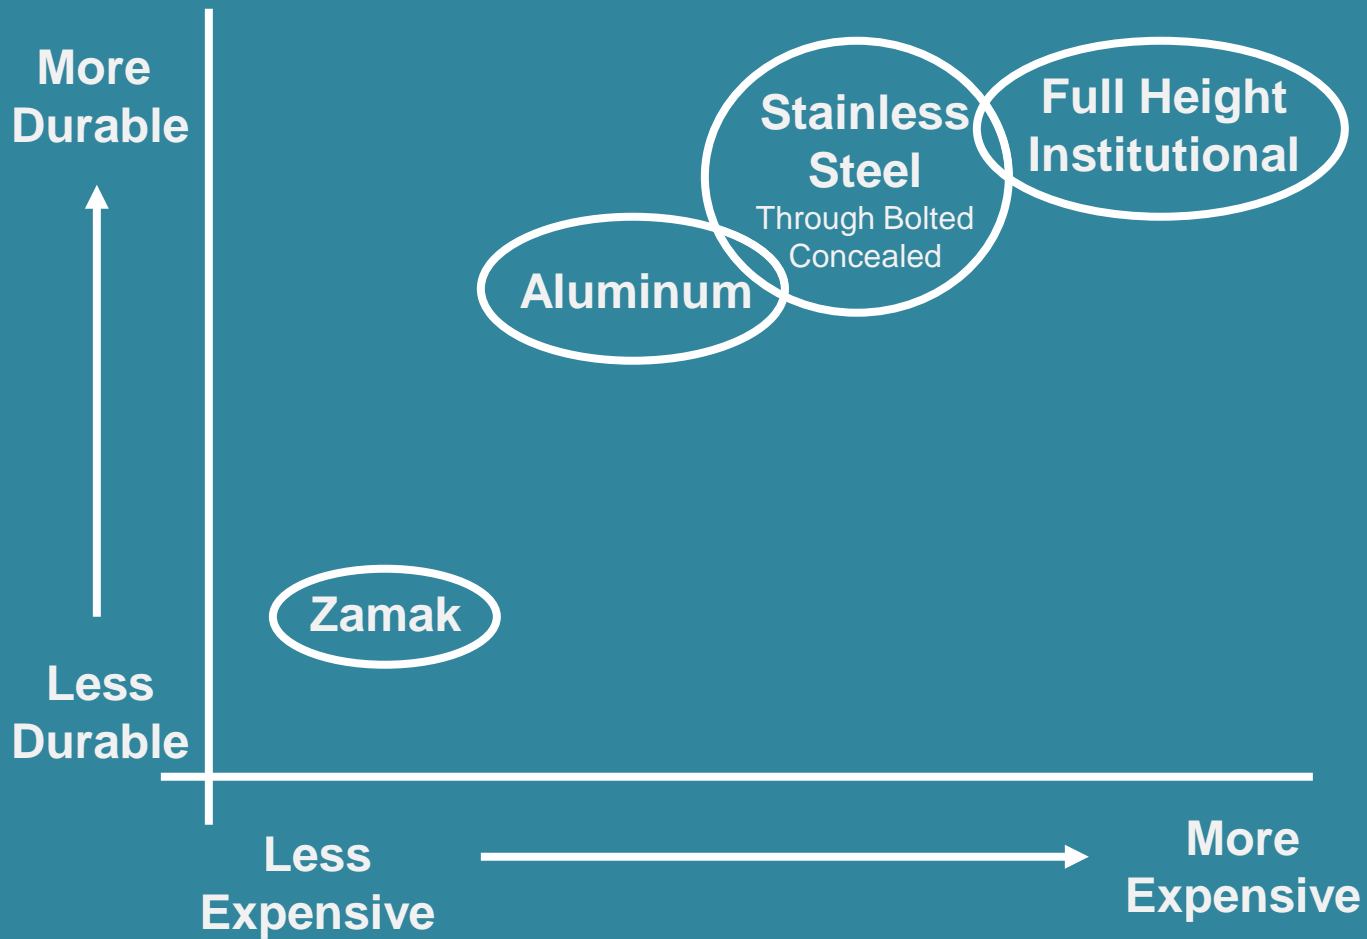 More
Durable
Stainless
Steel
Through Bolted
Concealed
Full Height
Institutional
Aluminum
Zamak
Less
Durable
Less
Expensive
More
Expensive